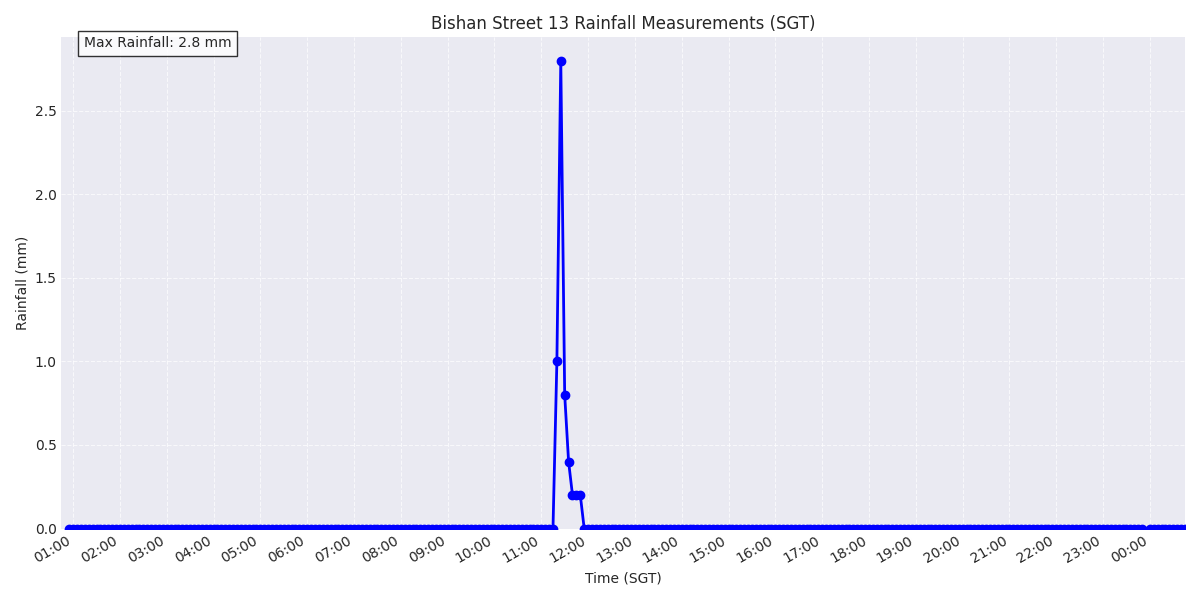 Bishan Street 13 Rainfall Measurements (SGT)
Max Rainfall: 2.8 mm
2.5
2.0
1.5
1.0
0.5
0.0
Rainfall (mm)
01:00 02:00 03:00 04:00 05:00 06:00 07:00 08:00 09:00 10:00 11:00 12:00 13:00 14:00 15:00 16:00 17:00 18:00 19:00 20:00 21:00 22:00 23:00 00:00
Time (SGT)